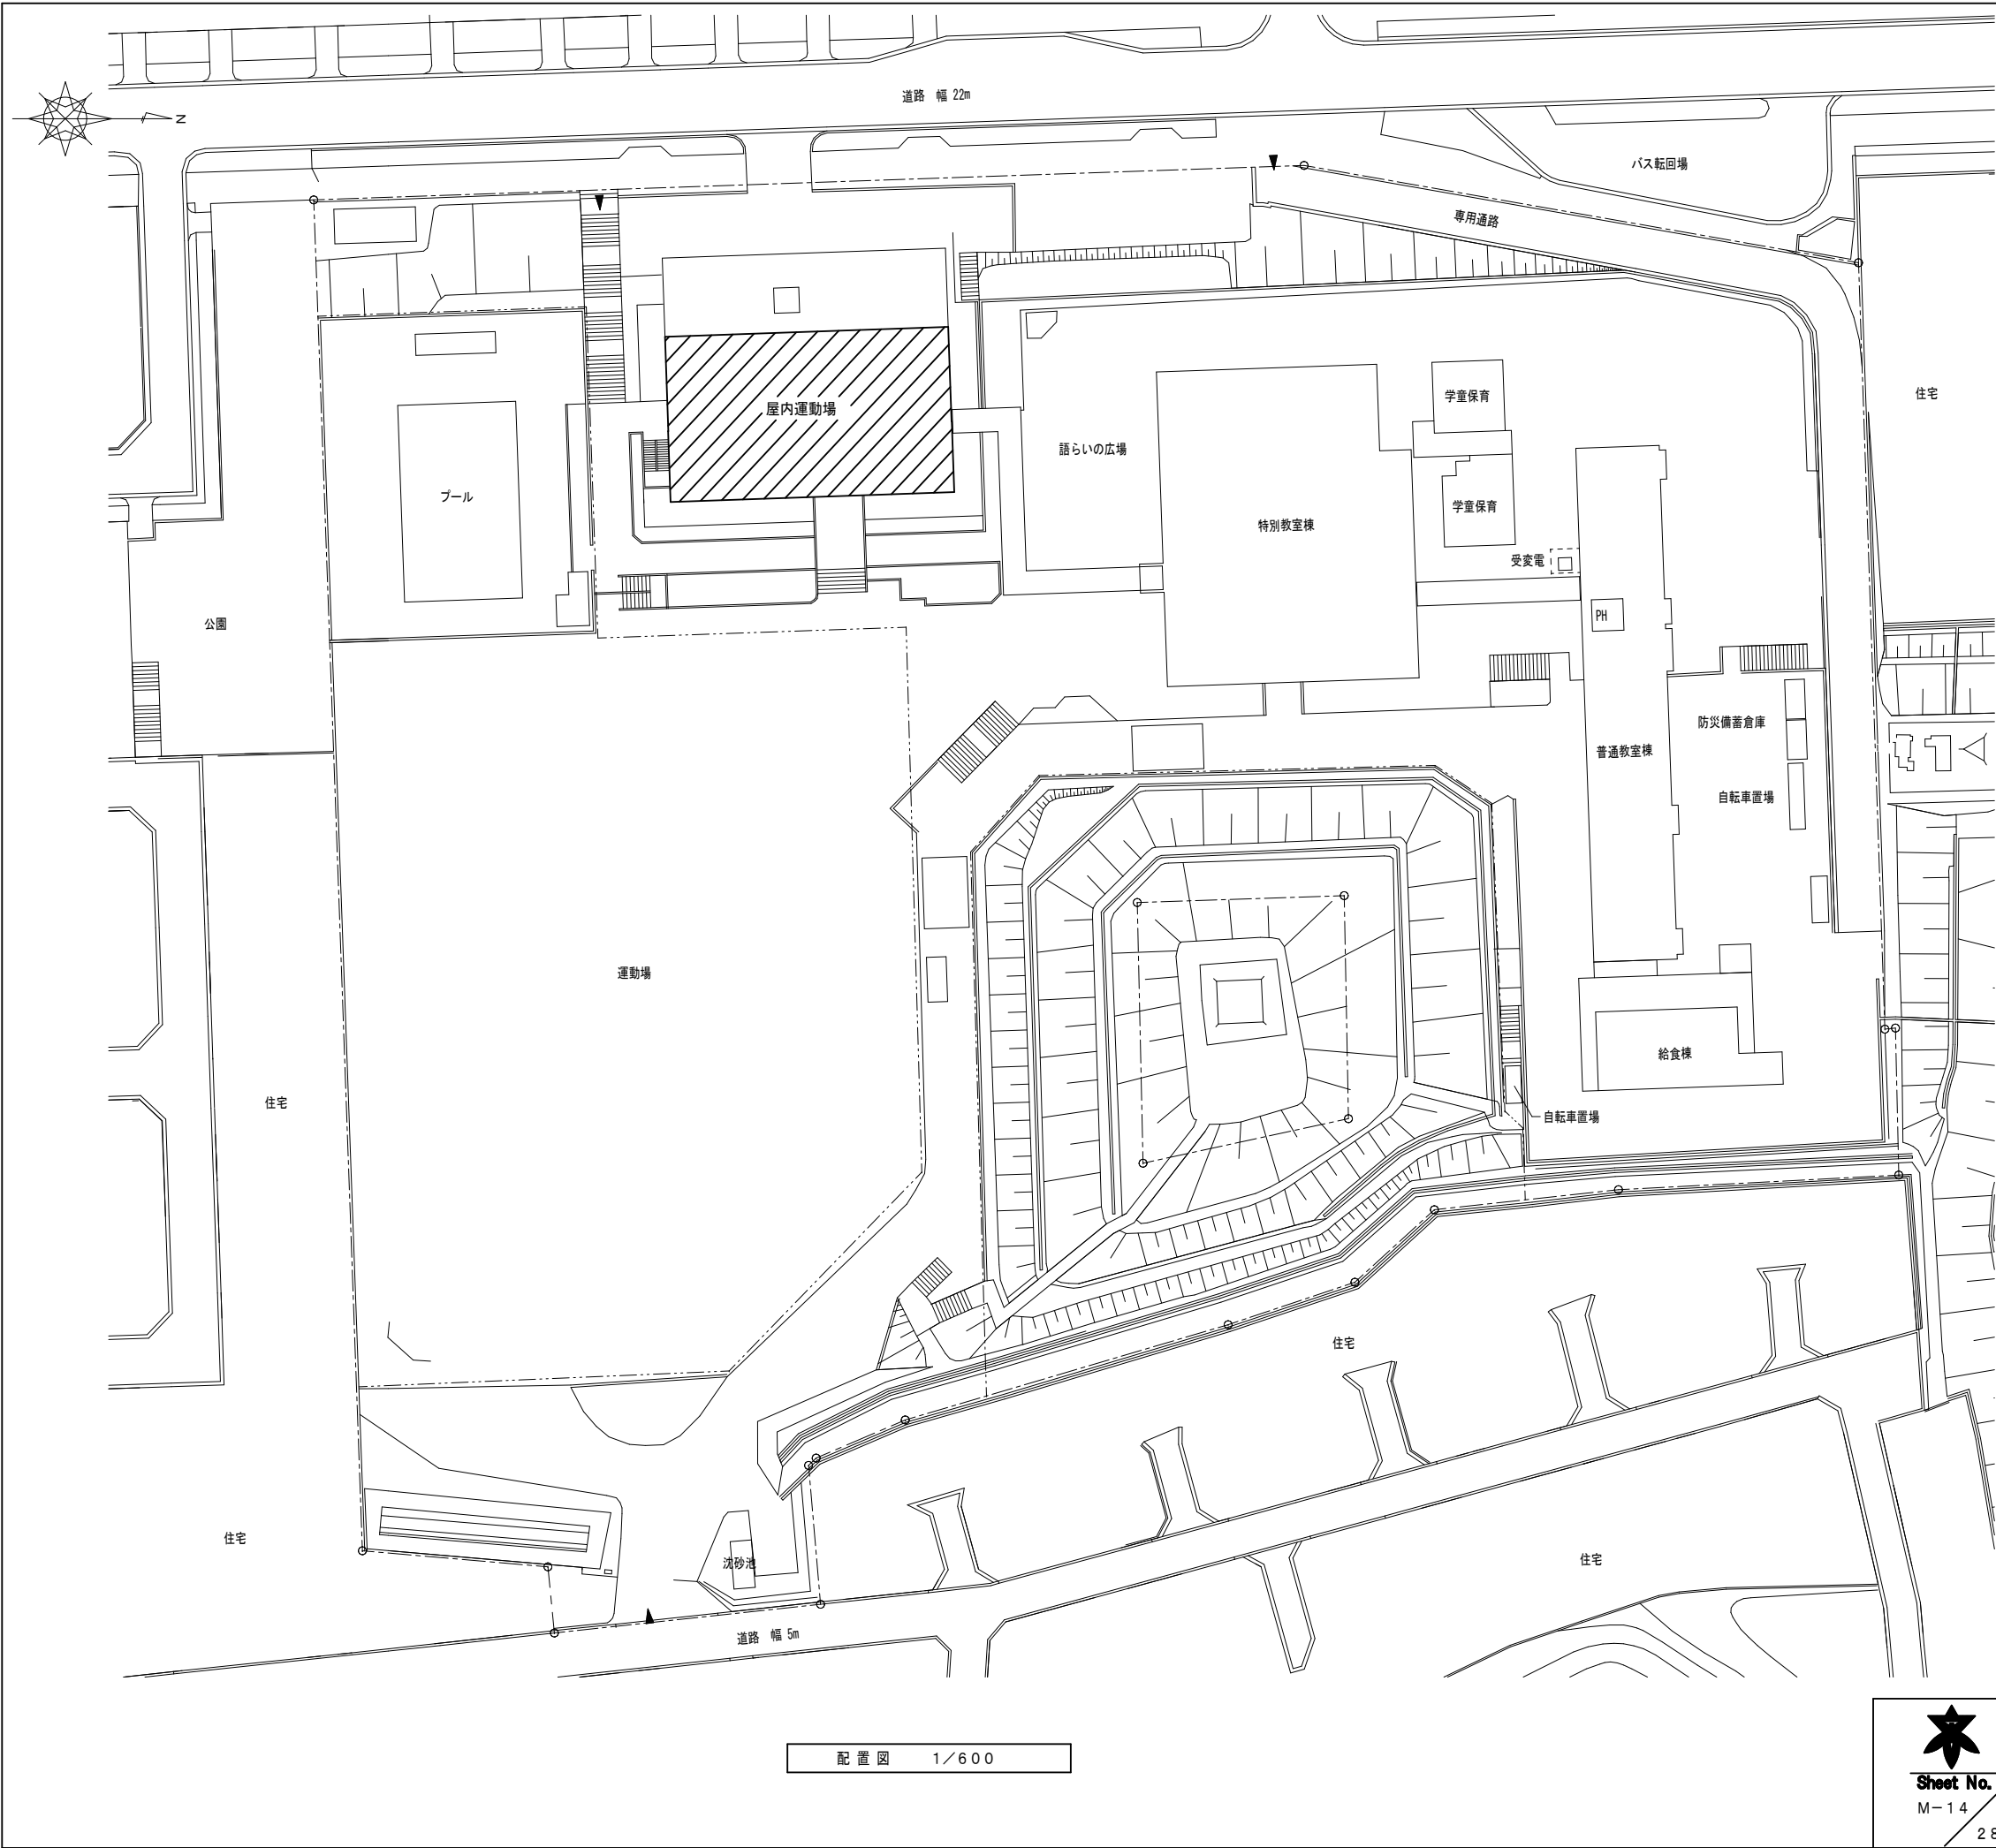 道路 幅 22m
N
バス転回場
専用通路
住宅
学童保育
屋内運動場
語らいの広場
プール
学童保育
特別教室棟
受変電
PH
公園
防災備蓄倉庫
普通教室棟
自転車置場
運動場
給食棟
住宅
自転車置場
住宅
住宅
沈砂池
住宅
道路 幅 5m
配置図 1/600
Sheet No.
M-14
28